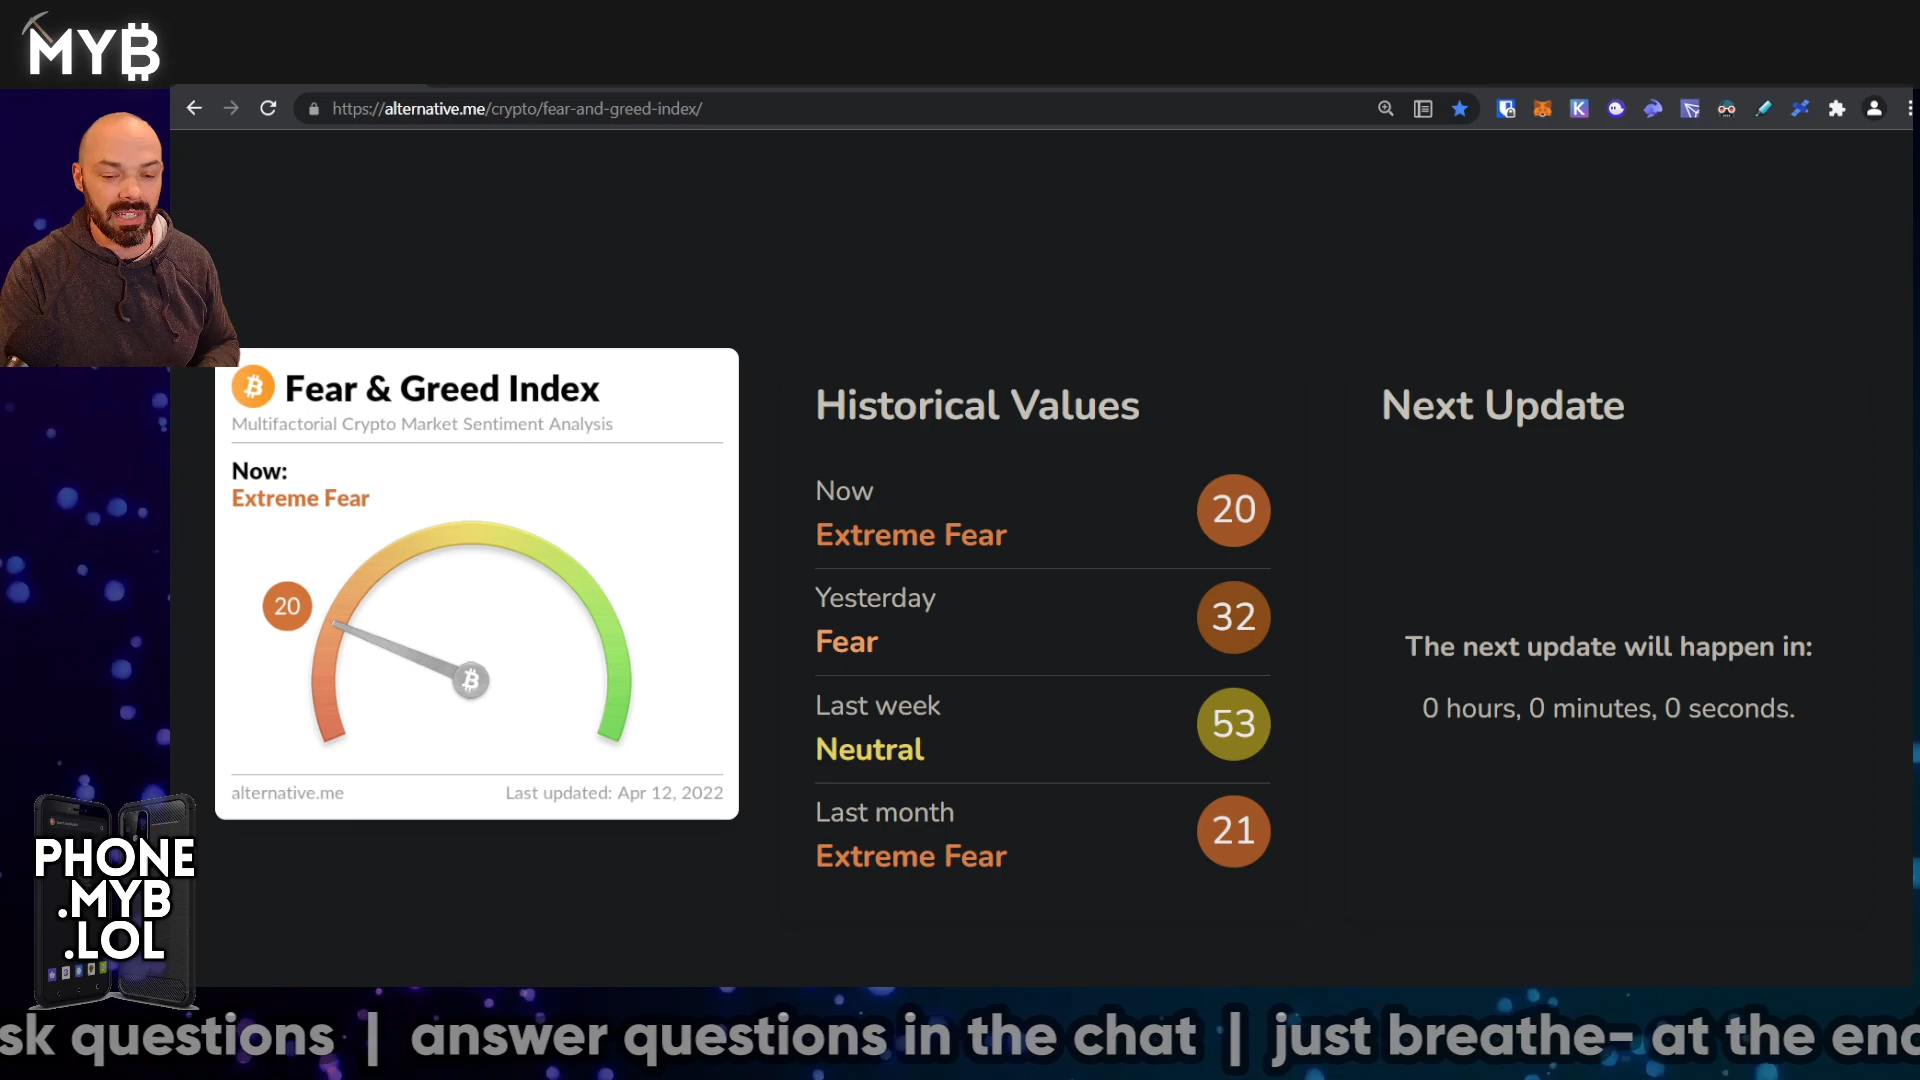 MYB
https://alternative.me/crypto/fear-and-greed-index/
Fear & Greed Index
Multifactorial Crypto Market Sentiment Analysis
Now:
Extreme Fear
20
alternative.me
Last updated: Apr 12, 2022
Historical Values
Now
Extreme Fear
20
Yesterday
Fear
32
Last week
Neutral
53
Last month
Extreme Fear
21
Next Update
The next update will happen in:
0 hours, 0 minutes, 0 seconds.
PHONE
.MYB
.LOL
sk questions | answer questions in the chat | just breathe- at the end